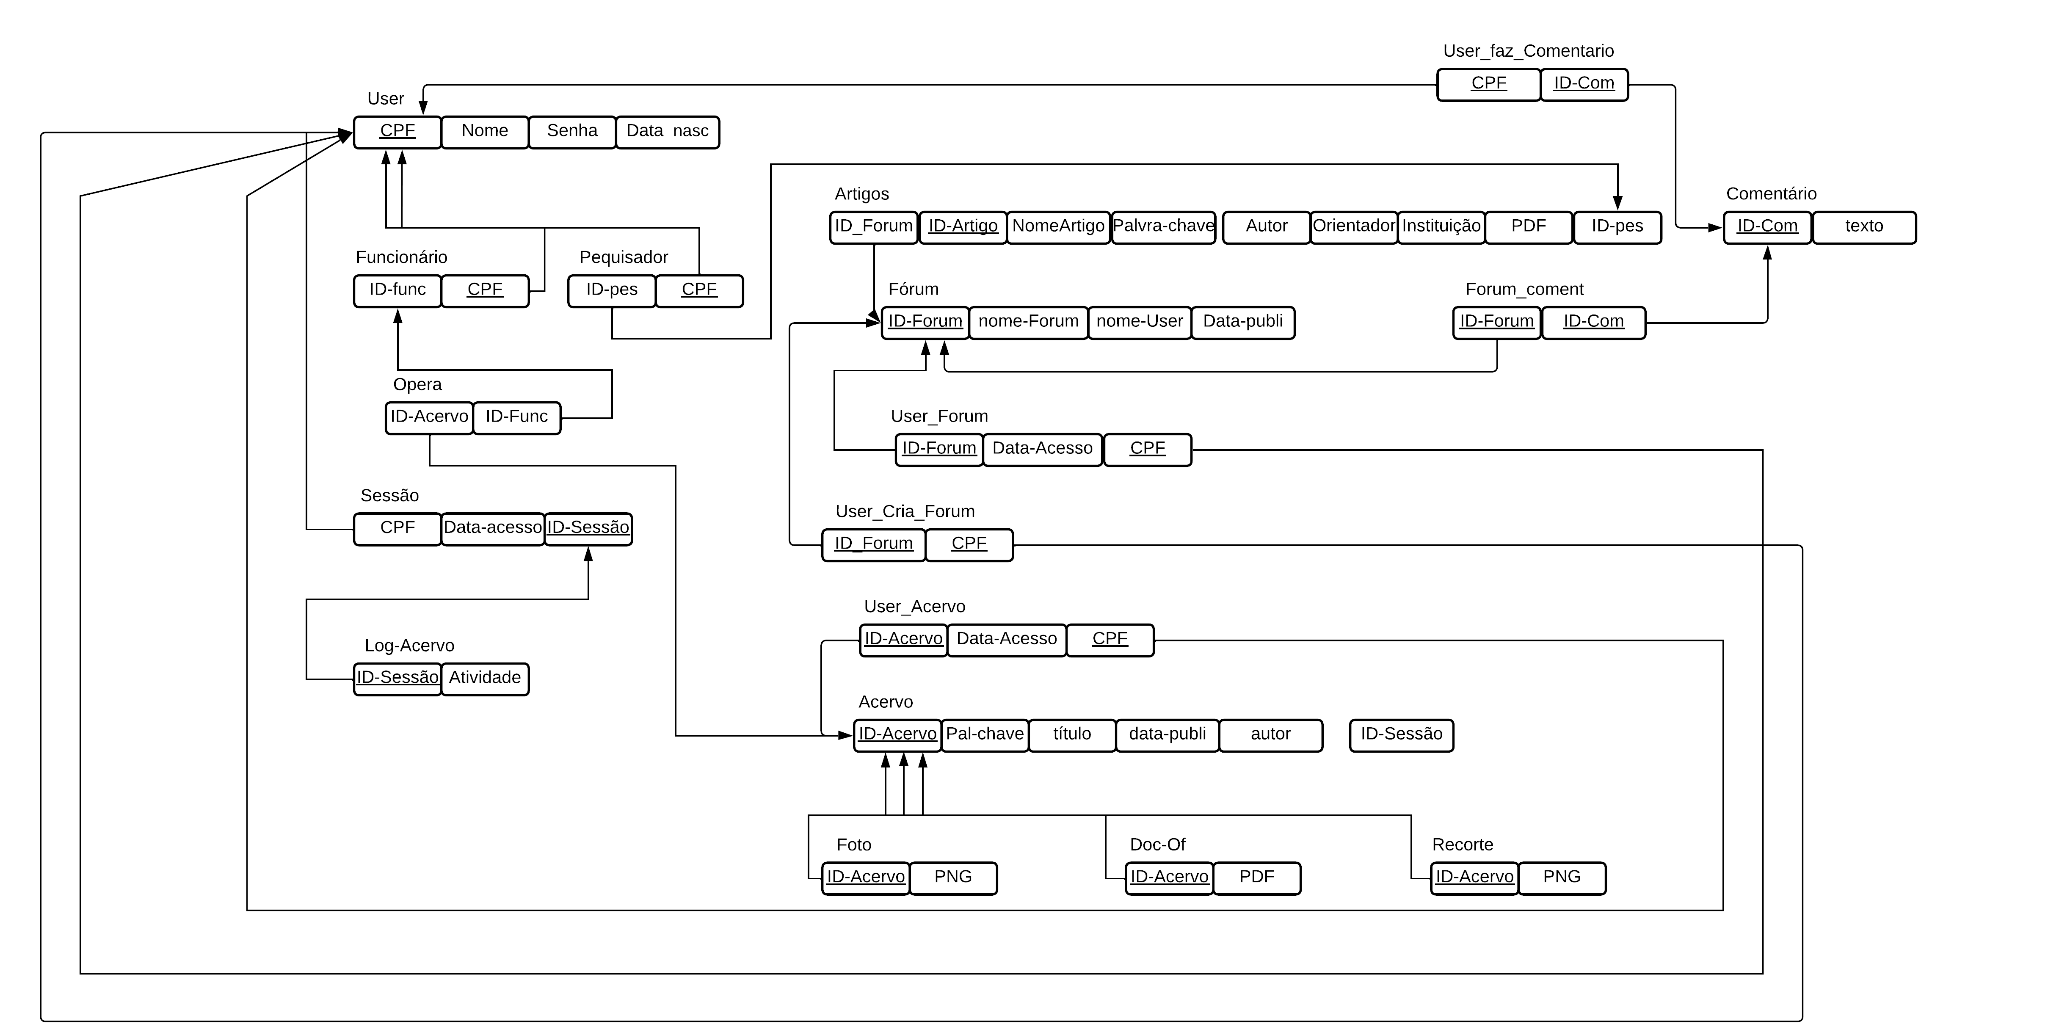 User_faz_Comentario
CPF ID-Com
User
CPF Nome Senha Data_nasc
Artigos
ID_Forum ID-Artigo NomeArtigo Palvra-chave Autor Orientador Instituição PDF ID-pes
Comentário
ID-Com texto
Funcionário
ID-func CPF
Pequisador
ID-pes CPF
Fórum
ID-Forum nome-Forum nome-User Data-publi
Forum_coment
ID-Forum ID-Com
Opera
ID-Acervo ID-Func
User_Forum
ID-Forum Data-Acesso CPF
Sessão
CPF Data-acesso ID-Sessão
User_Cria_Forum
ID_Forum CPF
User_Acervo
ID-Acervo Data-Acesso CPF
Log-Acervo
ID-Sessão Atividade
Acervo
ID-Acervo Pal-chave título data-publi autor ID-Sessão
Foto
ID-Acervo PNG
Doc-Of
ID-Acervo PDF
Recorte
ID-Acervo PNG